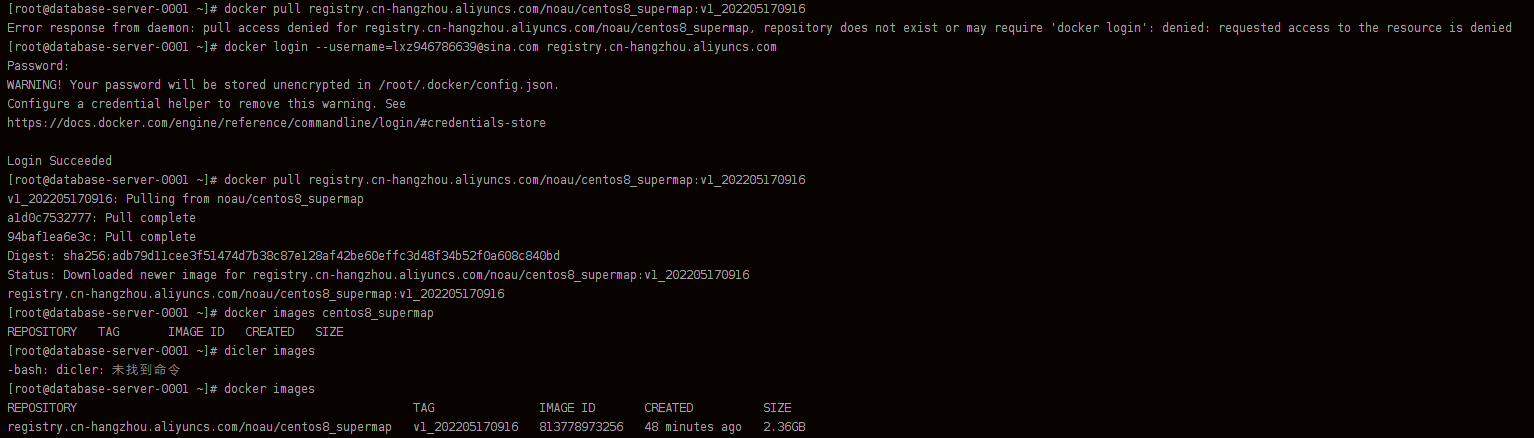 [root@database-server-0001 ~]# docker pull registry.cn-hangzhou.aliyuncs.com/noau/centos8_supermap:v1_202205170916
Error response from daemon: pull access denied for registry.cn-hangzhou.aliyuncs.com/noau/centos8_supermap, repository does not exist or may require 'docker login': denied: requested access to the resource is denied
[root@database-server-0001 ~]# docker login --username=lxz946786639@sina.com registry.cn-hangzhou.aliyuncs.com
Password:
WARNING! Your password will be stored unencrypted in /root/.docker/config.json.
Configure a credential helper to remove this warning. See
https://docs.docker.com/engine/reference/commandline/login/#credentials-store
Login Succeeded
[root@database-server-0001 ~]# docker pull registry.cn-hangzhou.aliyuncs.com/noau/centos8_supermap:v1_202205170916
v1_202205170916: Pulling from noau/centos8_supermap
a1d0c7532777: Pull complete
94baf1ea6e3c: Pull complete
Digest: sha256:adb79d11cee3f51474d7b38c87e128af42be60effc3d48f34b52f0a608c840bd
Status: Downloaded newer image for registry.cn-hangzhou.aliyuncs.com/noau/centos8_supermap:v1_202205170916
registry.cn-hangzhou.aliyuncs.com/noau/centos8_supermap:v1_202205170916
[root@database-server-0001 ~]# docker images centos8_supermap
REPOSITORY   TAG       IMAGE ID   CREATED   SIZE
[root@database-server-0001 ~]# dicler images
-bash: dicler: 未找到命令
[root@database-server-0001 ~]# docker images
REPOSITORY   TAG   IMAGE ID   CREATED   SIZE
registry.cn-hangzhou.aliyuncs.com/noau/centos8_supermap   v1_202205170916   813778973256   48 minutes ago   2.36GB